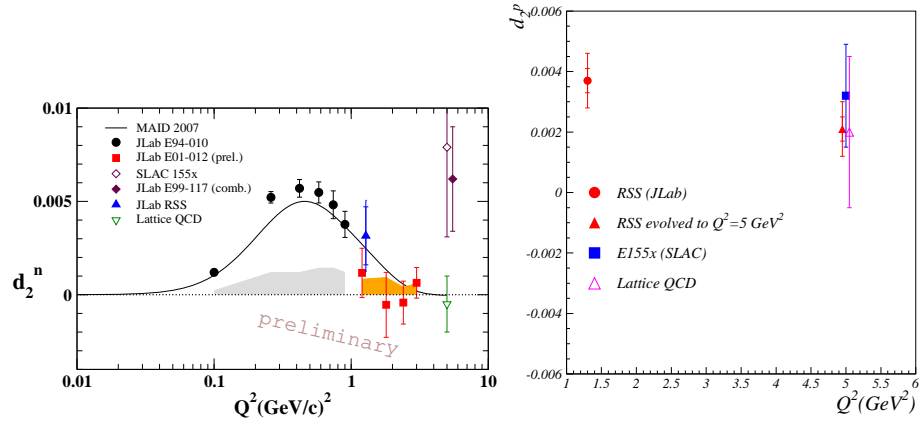 0.01
0.005
0
d₂ⁿ
MAID 2007
JLab E94-010
JLab E01-012 (prel.)
SLAC 155x
JLab E99-117 (comb.)
JLab RSS
Lattice QCD
preliminary
0.01 0.1 1 10
Q²(GeV/c)²
d₂ᵖ
0.006
0.004
0.002
0
-0.002
-0.004
-0.006
RSS (JLab)
RSS evolved to Q²=5 GeV²
E155x (SLAC)
Lattice QCD
1 1.5 2 2.5 3 3.5 4 4.5 5 5.5 6
Q²(GeV²)